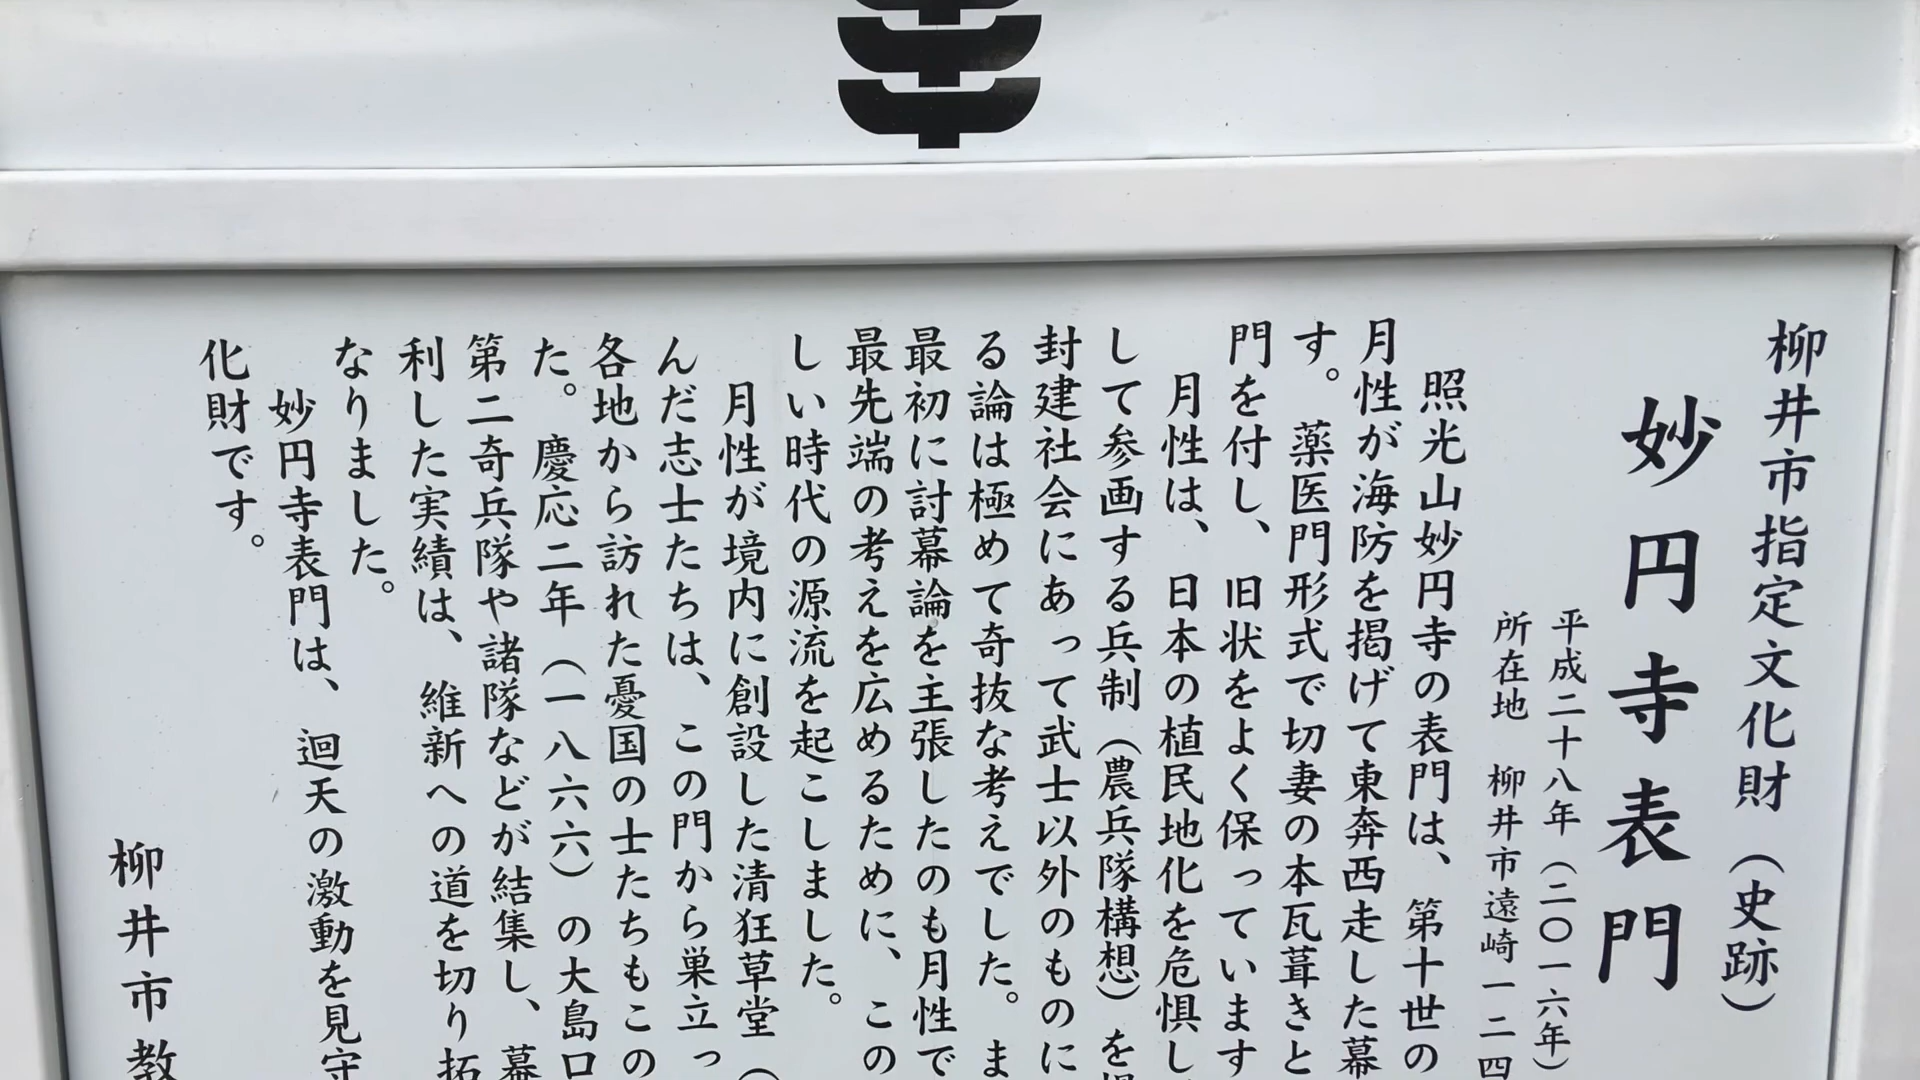 柳井市指定文化財（史跡）
妙円寺表門
平成二十八年（二〇一六年）
所在地 柳井市遠崎一二四
照光山妙円寺の表門は、第十世の
月性が海防を掲げて東奔西走した幕
す。薬医門形式で切妻の本瓦葺きと
門を付し、旧状をよく保っています
月性は、日本の植民地化を危惧し
して参画する兵制（農兵隊構想）を
封建社会にあって武士以外のものに
る論は極めて奇抜な考えでした。ま
最初に討幕論を主張したのも月性で
最先端の考えを広めるために、この
しい時代の源流を起こしました。
月性が境内に創設した清狂草堂（
んだ志士たちは、この門から巣立っ
各地から訪れた憂国の士たちもこの
た。慶応二年（一八六六）の大島口
第二奇兵隊や諸隊などが結集し、幕
利した実績は、維新への道を切り拓
なりました。
妙円寺表門は、迴天の激動を見守
化財です。
柳井市教